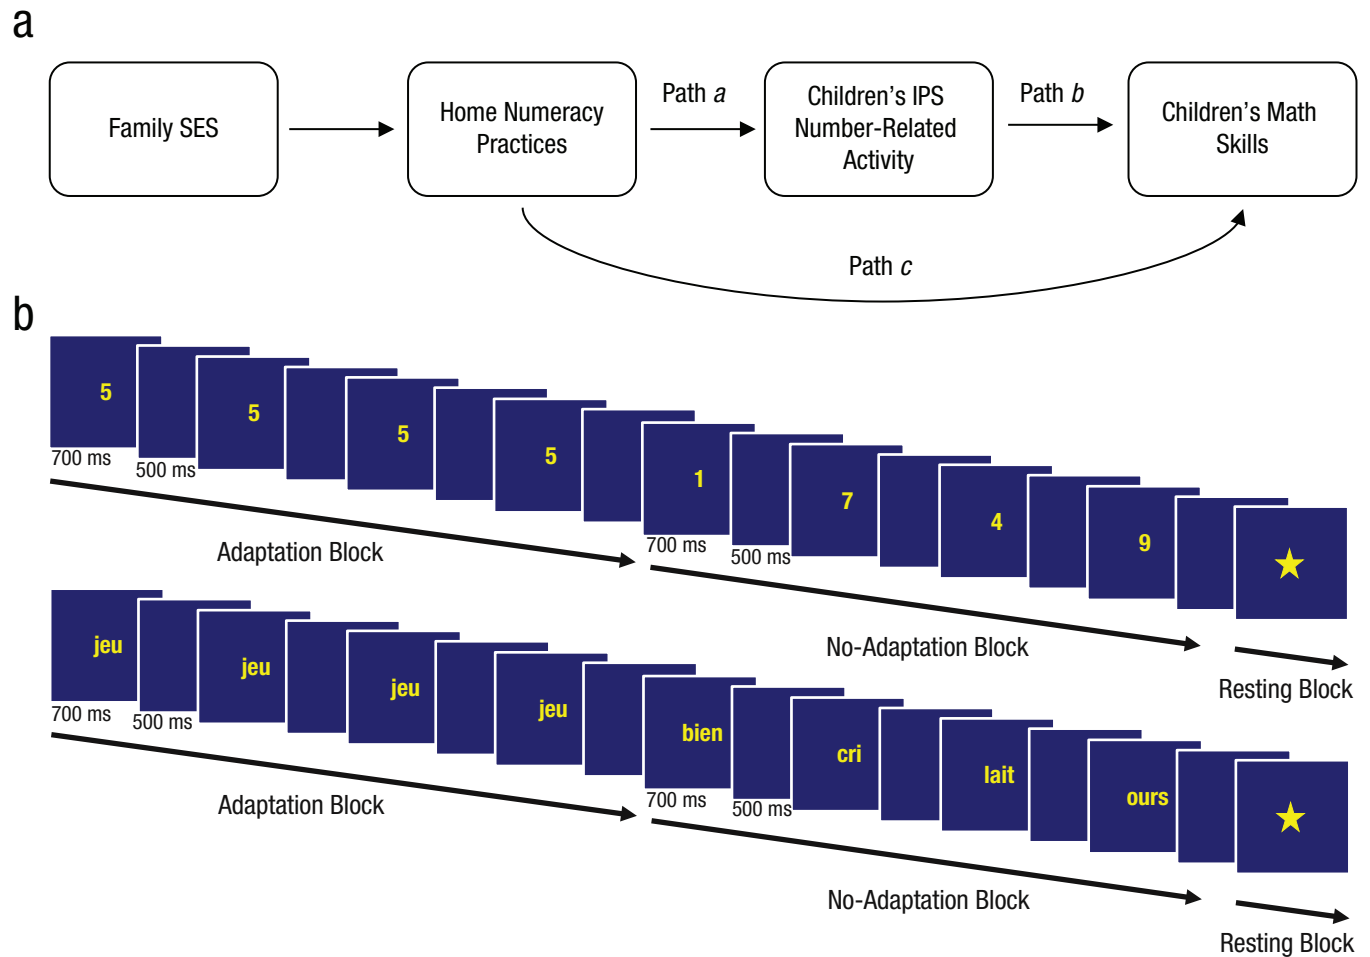 a
Family SES
Home Numeracy
Practices
Path a
Children's IPS
Number-Related
Activity
Path b
Children's Math
Skills
Path c
b
5
5
5
5
1
7
4
9
700 ms
500 ms
700 ms
500 ms
Adaptation Block
No-Adaptation Block
Resting Block
jeu
jeu
jeu
jeu
bien
cri
lait
ours
700 ms
500 ms
700 ms
500 ms
Adaptation Block
No-Adaptation Block
Resting Block